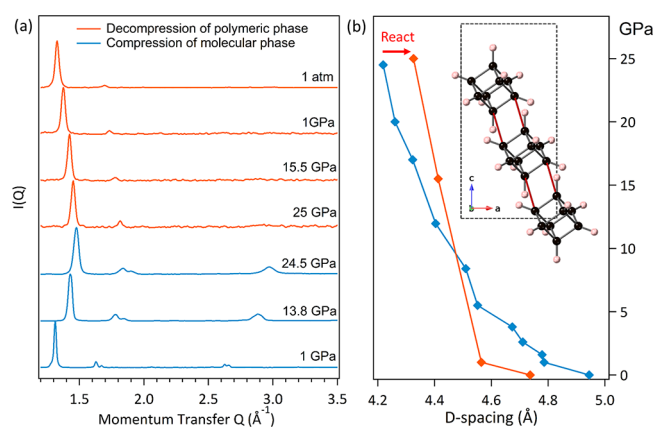 (a)
Decompression of polymeric phase
Compression of molecular phase
1 atm
1GPa
15.5 GPa
25 GPa
24.5 GPa
13.8 GPa
1 GPa
I(Q)
1.5 2.0 2.5 3.0 3.5
Momentum Transfer Q (Å⁻¹)
(b)
GPa
React
c
a
25
20
15
10
5
0
4.2 4.4 4.6 4.8 5.0
D-spacing (Å)